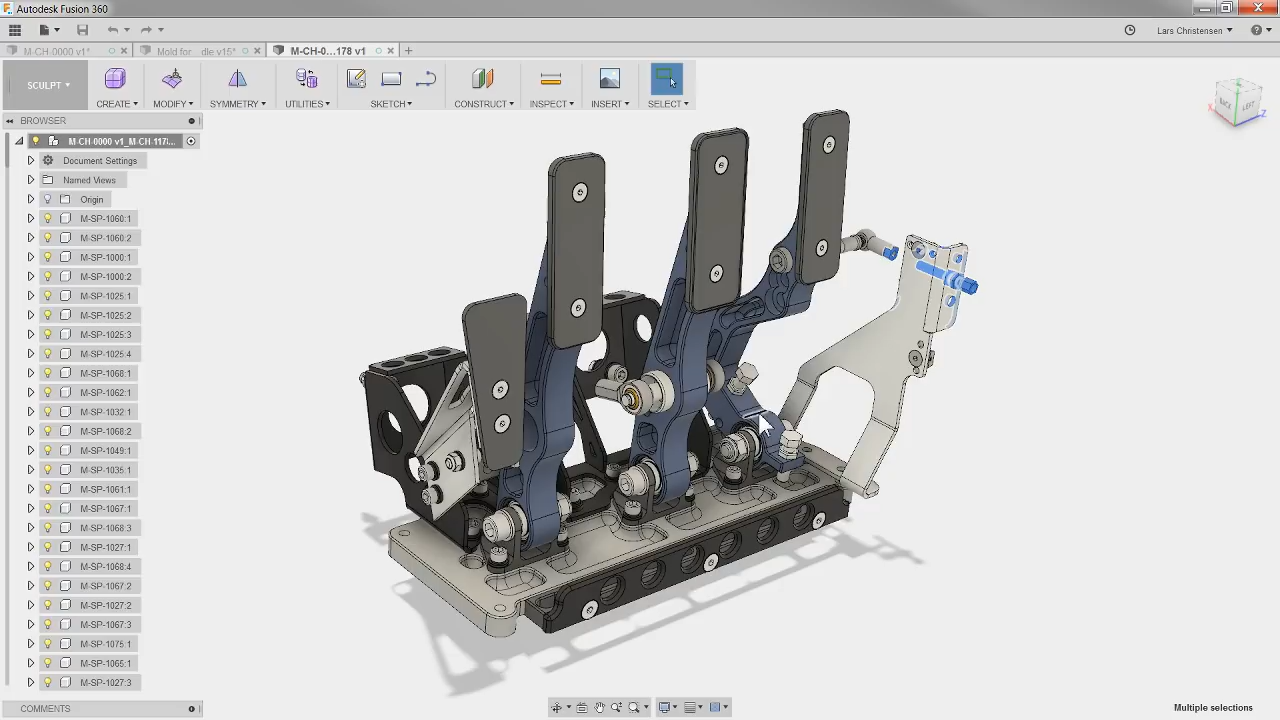 Autodesk Fusion 360
Lars Christensen
M-CH-0000 v1*
Mold for _dle v15*
M-CH-0...178 v1
SCULPT
CREATE
MODIFY
SYMMETRY
UTILITIES
SKETCH
CONSTRUCT
INSPECT
INSERT
SELECT
BROWSER
M-CH-0000 v1_M-CH-117i...
Document Settings
Named Views
Origin
M-SP-1060:1
M-SP-1060:2
M-SP-1000:1
M-SP-1000:2
M-SP-1025:1
M-SP-1025:2
M-SP-1025:3
M-SP-1025:4
M-SP-1068:1
M-SP-1062:1
M-SP-1032:1
M-SP-1068:2
M-SP-1049:1
M-SP-1035:1
M-SP-1061:1
M-SP-1067:1
M-SP-1068:3
M-SP-1027:1
M-SP-1068:4
M-SP-1067:2
M-SP-1027:2
M-SP-1067:3
M-SP-1075:1
M-SP-1065:1
M-SP-1027:3
BACK
LEFT
X
Z
COMMENTS
Multiple selections